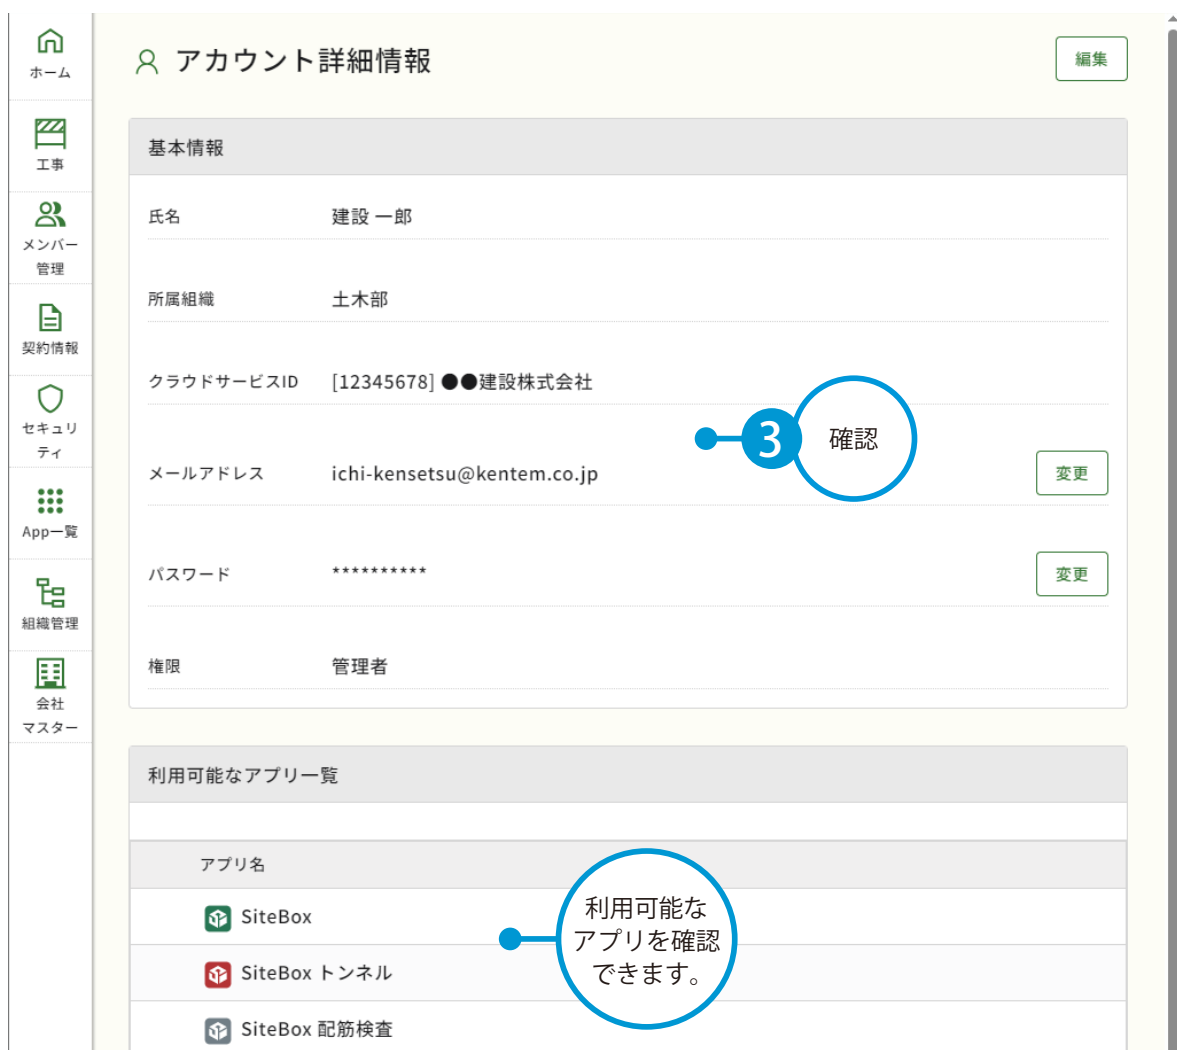 ホーム
工事
メンバー
管理
契約情報
セキュリ
ティ
App一覧
組織管理
会社
マスター
アカウント詳細情報
編集
基本情報
氏名 建設 一郎
所属組織 土木部
クラウドサービスID [12345678] ●●建設株式会社
3 確認
メールアドレス ichi-kensetsu@kentem.co.jp 変更
パスワード ********** 変更
権限 管理者
利用可能なアプリ一覧
アプリ名
SiteBox
SiteBox トンネル
SiteBox 配筋検査
利用可能な
アプリを確認
できます。